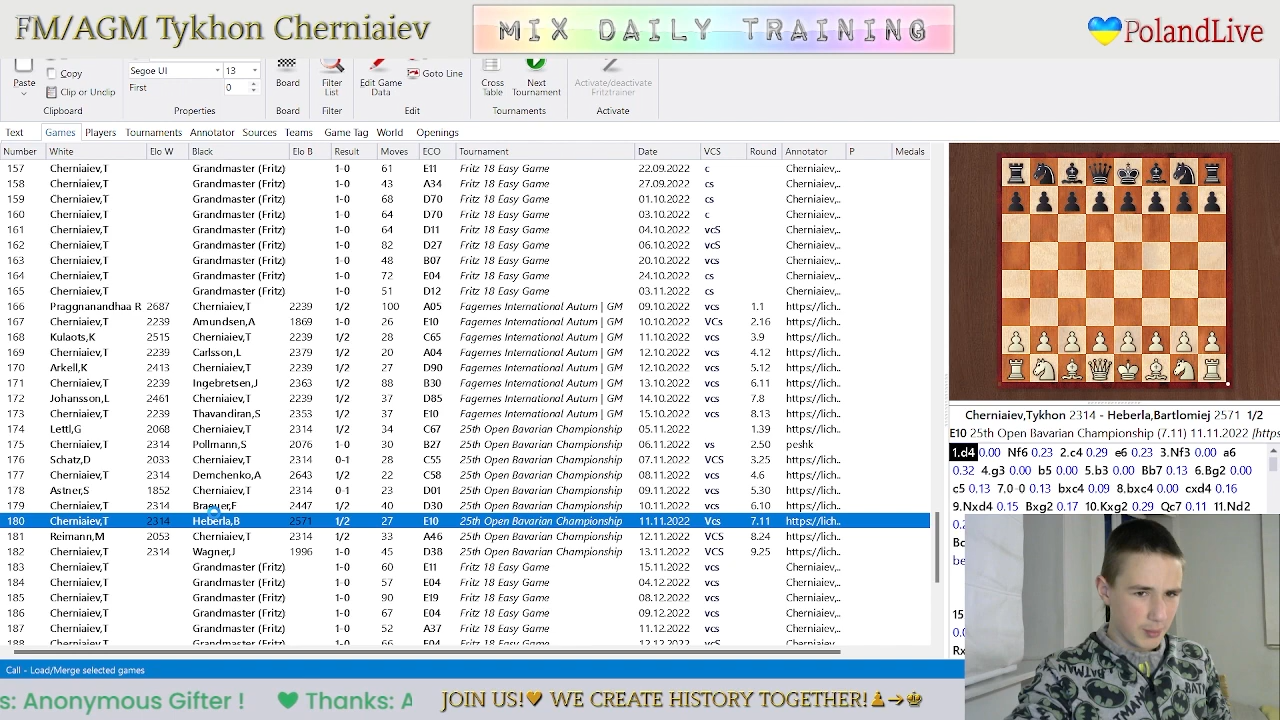 FM/AGM Tykhon Cherniaiev
MIX DAILY TRAINING
PolandLive
Paste
Copy
Clip or Undip
Clipboard
Segoe UI 13
First 0
Properties
Board
Board
Filter List
Filter
Edit Game Data
Goto Line
Edit
Cross Table
Next Tournament
Tournaments
Activate/deactivate Fritztrainer
Activate
Text Games Players Tournaments Annotator Sources Teams Game Tag World Openings
Number White Elo W Black Elo B Result Moves ECO Tournament Date VCS Round Annotator P Medals
157 Cherniaiev,T Grandmaster (Fritz) 1-0 61 E11 Fritz 18 Easy Game 22.09.2022 c Cherniaiev,..
158 Cherniaiev,T Grandmaster (Fritz) 1-0 43 A34 Fritz 18 Easy Game 27.09.2022 cs Cherniaiev,..
159 Cherniaiev,T Grandmaster (Fritz) 1-0 68 D70 Fritz 18 Easy Game 01.10.2022 cs Cherniaiev,..
160 Cherniaiev,T Grandmaster (Fritz) 1-0 64 D70 Fritz 18 Easy Game 03.10.2022 c Cherniaiev,..
161 Cherniaiev,T Grandmaster (Fritz) 1-0 64 D11 Fritz 18 Easy Game 04.10.2022 vcS Cherniaiev,..
162 Cherniaiev,T Grandmaster (Fritz) 1-0 82 D27 Fritz 18 Easy Game 06.10.2022 vcS Cherniaiev,..
163 Cherniaiev,T Grandmaster (Fritz) 1-0 48 B07 Fritz 18 Easy Game 20.10.2022 vcs Cherniaiev,..
164 Cherniaiev,T Grandmaster (Fritz) 1-0 72 E04 Fritz 18 Easy Game 24.10.2022 cs Cherniaiev,..
165 Cherniaiev,T Grandmaster (Fritz) 1-0 51 D12 Fritz 18 Easy Game 03.11.2022 cs Cherniaiev,..
166 Praggnanandhaa R 2687 Cherniaiev,T 2239 1/2 100 A05 Fagernes International Autum | GM 09.10.2022 vcs 1.1 https://lich..
167 Cherniaiev,T 2239 Amundsen,A 1869 1-0 26 E10 Fagernes International Autum | GM 10.10.2022 VCs 2.16 https://lich..
168 Kulaots,K 2515 Cherniaiev,T 2239 1/2 28 C65 Fagernes International Autum | GM 11.10.2022 vcs 3.9 https://lich..
169 Cherniaiev,T 2239 Carlsson,L 2379 1/2 20 A04 Fagernes International Autum | GM 12.10.2022 vcs 4.12 https://lich..
170 Arkell,K 2413 Cherniaiev,T 2239 1-0 27 D90 Fagernes International Autum | GM 12.10.2022 vcs 5.12 https://lich..
171 Cherniaiev,T 2239 Ingebretsen,J 2363 1/2 88 B30 Fagernes International Autum | GM 13.10.2022 vcs 6.11 https://lich..
172 Johansson,L 2461 Cherniaiev,T 2239 1/2 37 D85 Fagernes International Autum | GM 14.10.2022 vcs 7.8 https://lich..
173 Cherniaiev,T 2239 Thavandiran,S 2353 1/2 37 E10 Fagernes International Autum | GM 15.10.2022 vcs 8.13 https://lich..
174 Lettl,G 2068 Cherniaiev,T 2314 1/2 34 C67 25th Open Bavarian Championship 05.11.2022 1.39 https://lich..
175 Cherniaiev,T 2314 Pollmann,S 2076 1-0 30 B27 25th Open Bavarian Championship 06.11.2022 vs 2.50 peshk
176 Schatz,D 2033 Cherniaiev,T 2314 0-1 28 C55 25th Open Bavarian Championship 07.11.2022 VCS 3.25 https://lich..
177 Cherniaiev,T 2314 Demchenko,A 2643 1/2 22 C58 25th Open Bavarian Championship 08.11.2022 vcs 4.6 https://lich..
178 Astner,S 1852 Cherniaiev,T 2314 0-1 23 D01 25th Open Bavarian Championship 09.11.2022 vcs 5.30 https://lich..
179 Cherniaiev,T 2314 Braeuer,F 2447 1/2 40 D30 25th Open Bavarian Championship 10.11.2022 vcs 6.10 https://lich..
180 Cherniaiev,T 2314 Heberla,B 2571 1/2 27 E10 25th Open Bavarian Championship 11.11.2022 Vcs 7.11 https://lich..
181 Reimann,M 2053 Cherniaiev,T 2314 1/2 33 A46 25th Open Bavarian Championship 12.11.2022 VCS 8.24 https://lich..
182 Cherniaiev,T 2314 Wagner,J 1996 1-0 45 D38 25th Open Bavarian Championship 13.11.2022 VCS 9.25 https://lich..
183 Cherniaiev,T Grandmaster (Fritz) 1-0 60 E11 Fritz 18 Easy Game 15.11.2022 vcs Cherniaiev,..
184 Cherniaiev,T Grandmaster (Fritz) 1-0 57 E04 Fritz 18 Easy Game 04.12.2022 vcs Cherniaiev,..
185 Cherniaiev,T Grandmaster (Fritz) 1-0 90 E19 Fritz 18 Easy Game 08.12.2022 vcs Cherniaiev,..
186 Cherniaiev,T Grandmaster (Fritz) 1-0 67 E04 Fritz 18 Easy Game 09.12.2022 vcs Cherniaiev,..
187 Cherniaiev,T Grandmaster (Fritz) 1-0 52 A37 Fritz 18 Easy Game 11.12.2022 vcS Cherniaiev,..
188 Cherniaiev,T Grandmaster (Fritz) 1-0 66 E04 Fritz 18 Easy Game 12.12.2022 vcS Cherniaiev,..
Cherniaiev,Tykhon 2314 - Heberla,Bartlomiej 2571 1/2
E10 25th Open Bavarian Championship (7.11) 11.11.2022 [https
1.d4 0.00 Nf6 0.23 2.c4 0.29 e6 0.23 3.Nf3 0.00 a6
0.32 4.g3 0.00 b5 0.00 5.b3 0.00 Bb7 0.13 6.Bg2 0.00
c5 0.13 7.0-0 0.13 bxc4 0.09 8.bxc4 0.00 cxd4 0.16
9.Nxd4 0.15 Bxg2 0.17 10.Kxg2 0.29 Qc7 0.11 11.Nd2
0.2
Bc
be
15
0.0
Rx
Call - Load/Merge selected games
s: Anonymous Gifter ! Thanks: A
JOIN US! WE CREATE HISTORY TOGETHER!
BATMAN